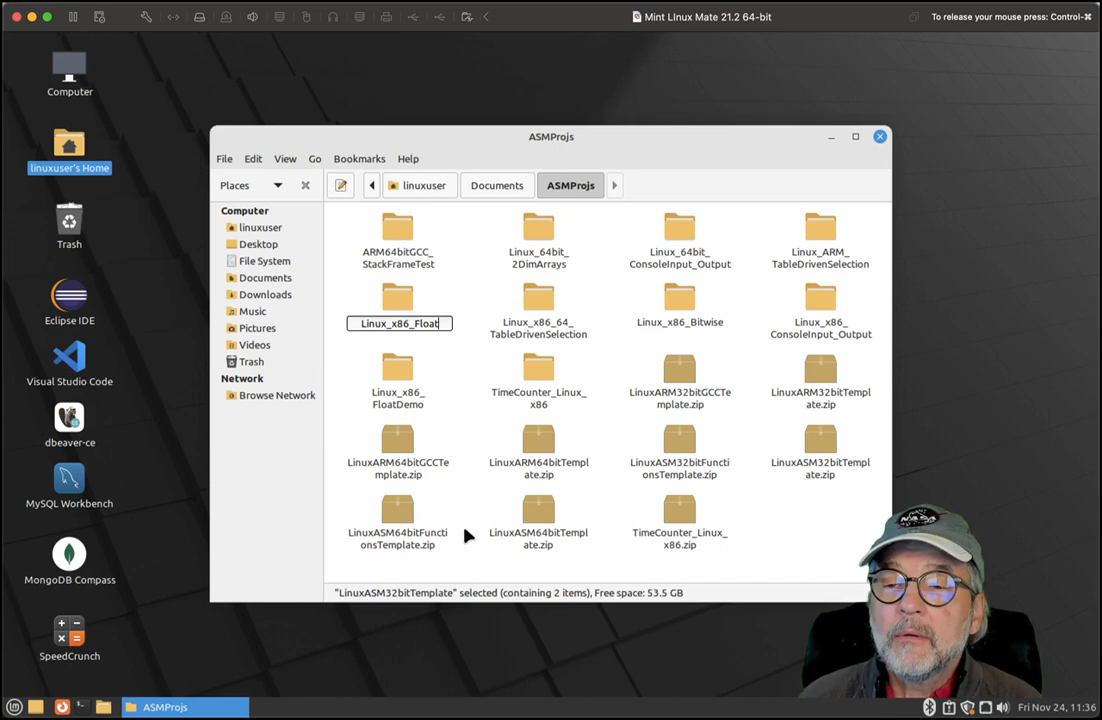 Mint LInux Mate 21.2 64-bit
To release your mouse press: Control-⌘
Computer
linuxuser's Home
Trash
Eclipse IDE
Visual Studio Code
dbeaver-ce
MySQL Workbench
MongoDB Compass
SpeedCrunch
ASMProjs
File Edit View Go Bookmarks Help
Places
linuxuser
Documents
ASMProjs
Computer
linuxuser
Desktop
File System
Documents
Downloads
Music
Pictures
Videos
Trash
Network
Browse Network
ARM64bitGCC_
StackFrameTest
Linux_64bit_
2DimArrays
Linux_64bit_
ConsoleInput_Output
Linux_ARM_
TableDrivenSelection
Linux_x86_Float
Linux_x86_64_
TableDrivenSelection
Linux_x86_Bitwise
Linux_x86_
ConsoleInput_Output
Linux_x86_
FloatDemo
TimeCounter_Linux_
x86
LinuxARM32bitGCCTe
mplate.zip
LinuxARM32bitTempl
ate.zip
LinuxARM64bitGCCTe
mplate.zip
LinuxARM64bitTempl
ate.zip
LinuxASM32bitFuncti
onsTemplate.zip
LinuxASM32bitTempl
ate.zip
LinuxASM64bitFuncti
onsTemplate.zip
LinuxASM64bitTempl
ate.zip
TimeCounter_Linux_
x86.zip
"LinuxASM32bitTemplate" selected (containing 2 items), Free space: 53.5 GB
NASA
ASMProjs
Fri Nov 24, 11:36